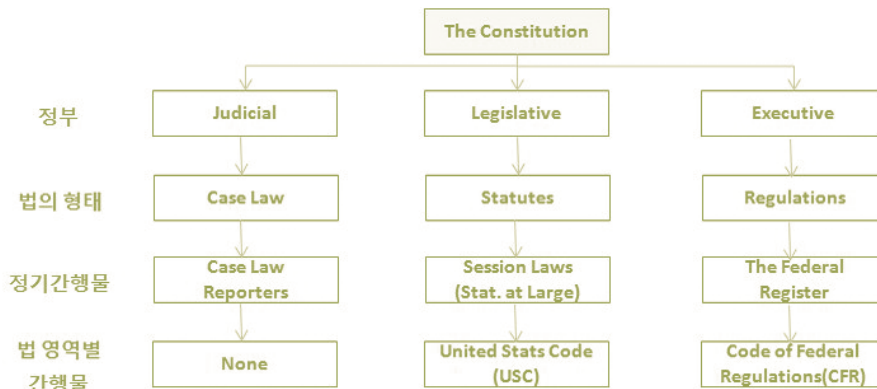 The Constitution
정부
Judicial
Legislative
Executive
법의 형태
Case Law
Statutes
Regulations
정기간행물
Case Law
Reporters
Session Laws
(Stat. at Large)
The Federal
Register
법 영역별
간행물
None
United Stats Code
(USC)
Code of Federal
Regulations(CFR)